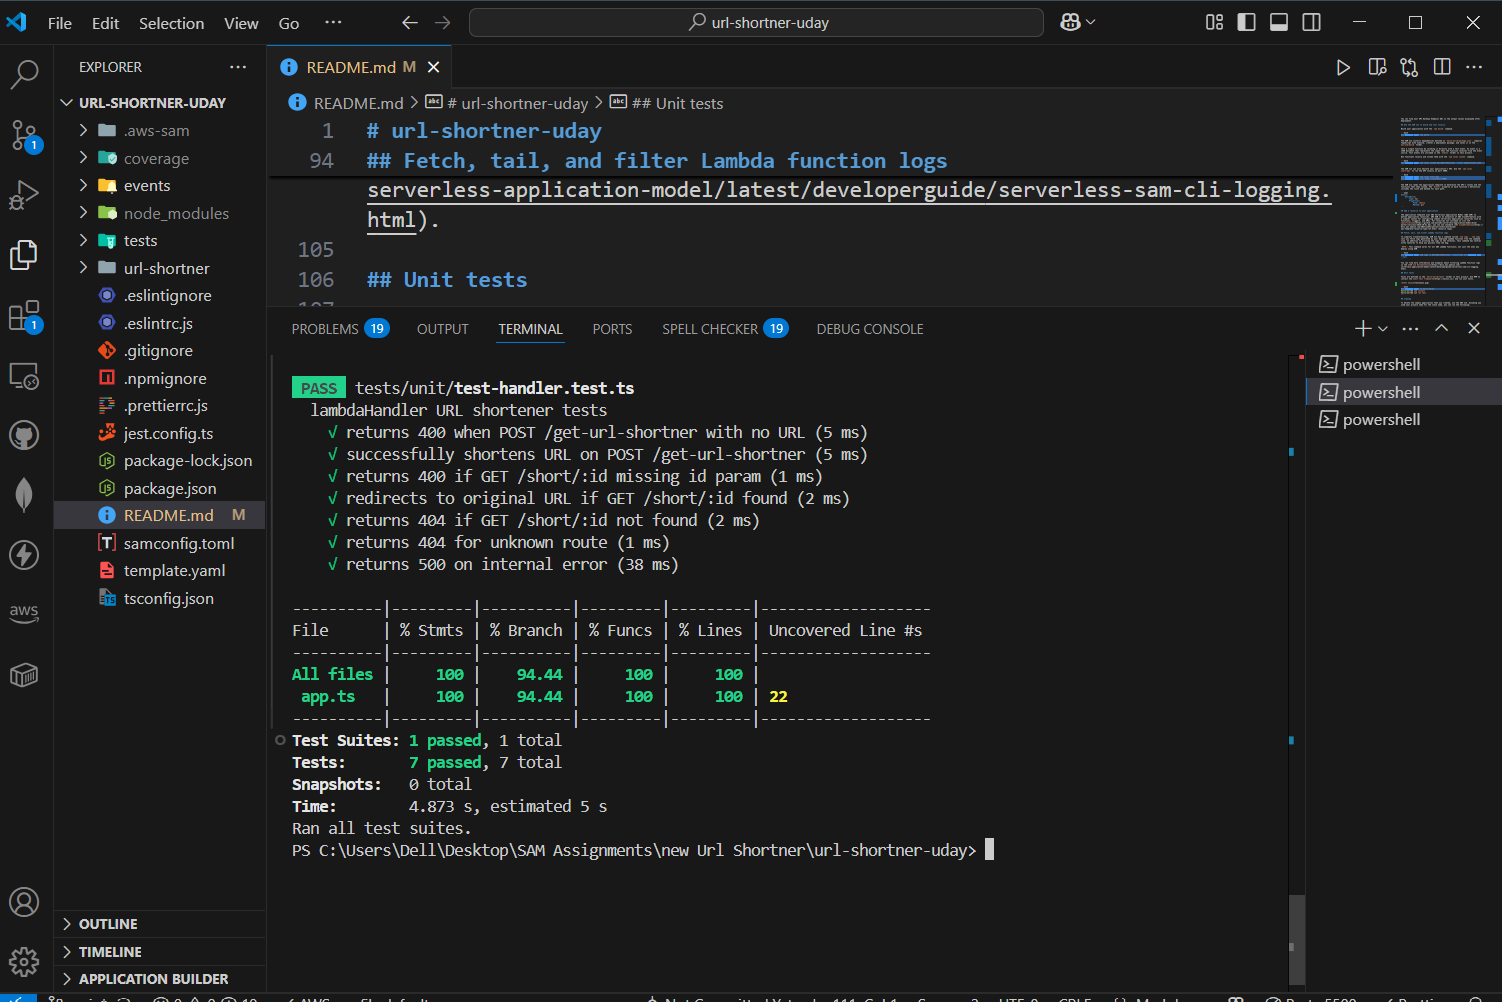 File Edit Selection View Go ··· url-shortner-uday
EXPLORER ···
URL-SHORTNER-UDAY
.aws-sam
coverage
events
node_modules
tests
url-shortner
.eslintignore
.eslintrc.js
.gitignore
.npmignore
.prettierrc.js
jest.config.ts
package-lock.json
package.json
README.md M
samconfig.toml
template.yaml
tsconfig.json
OUTLINE
TIMELINE
APPLICATION BUILDER
1
1
aws
README.md M
README.md > # url-shortner-uday > ## Unit tests
1 # url-shortner-uday
94 ## Fetch, tail, and filter Lambda function logs
serverless-application-model/latest/developerguide/serverless-sam-cli-logging.
html).
105
106 ## Unit tests
107
PROBLEMS 19 OUTPUT TERMINAL PORTS SPELL CHECKER 19 DEBUG CONSOLE
powershell
powershell
powershell
PASS tests/unit/test-handler.test.ts
lambdaHandler URL shortener tests
√ returns 400 when POST /get-url-shortner with no URL (5 ms)
√ successfully shortens URL on POST /get-url-shortner (5 ms)
√ returns 400 if GET /short/:id missing id param (1 ms)
√ redirects to original URL if GET /short/:id found (2 ms)
√ returns 404 if GET /short/:id not found (2 ms)
√ returns 404 for unknown route (1 ms)
√ returns 500 on internal error (38 ms)
----------|---------|----------|---------|---------|-------------------
File | % Stmts | % Branch | % Funcs | % Lines | Uncovered Line #s
----------|---------|----------|---------|---------|-------------------
All files | 100 | 94.44 | 100 | 100 |
app.ts | 100 | 94.44 | 100 | 100 | 22
----------|---------|----------|---------|---------|-------------------
Test Suites: 1 passed, 1 total
Tests: 7 passed, 7 total
Snapshots: 0 total
Time: 4.873 s, estimated 5 s
Ran all test suites.
PS C:\Users\Dell\Desktop\SAM Assignments\new Url Shortner\url-shortner-uday>